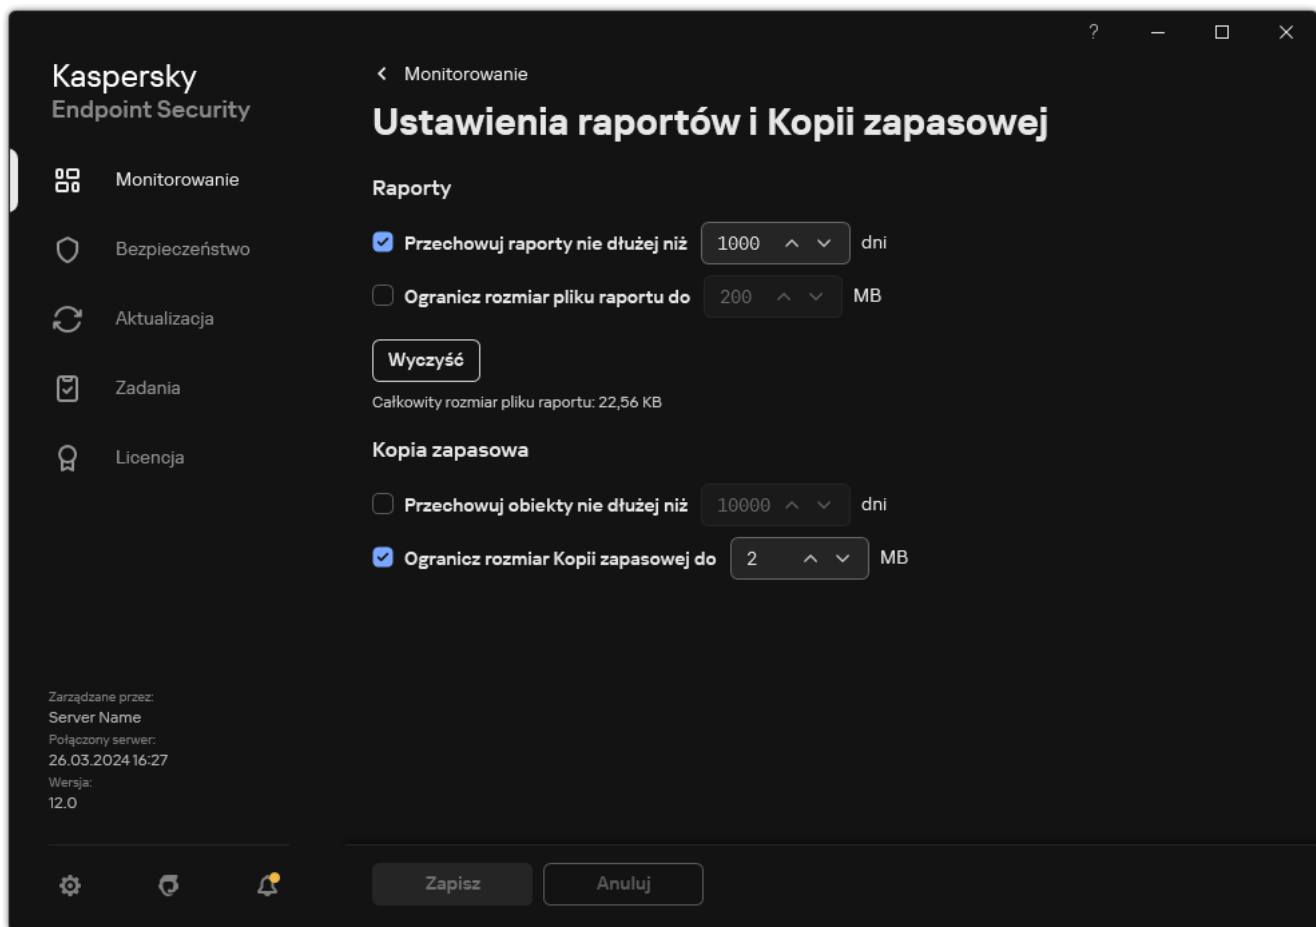 ?
Kaspersky
Endpoint Security
Monitorowanie
Bezpieczeństwo
Aktualizacja
Zadania
Licencja
Zarządzane przez:
Server Name
Połączony serwer:
26.03.2024 16:27
Wersja:
12.0
Monitorowanie
Ustawienia raportów i Kopii zapasowej
Raporty
Przechowuj raporty nie dłużej niż 1000 dni
Ogranicz rozmiar pliku raportu do 200 MB
Wyczyść
Całkowity rozmiar pliku raportu: 22,56 KB
Kopia zapasowa
Przechowuj obiekty nie dłużej niż 10000 dni
Ogranicz rozmiar Kopii zapasowej do 2 MB
Zapisz Anuluj